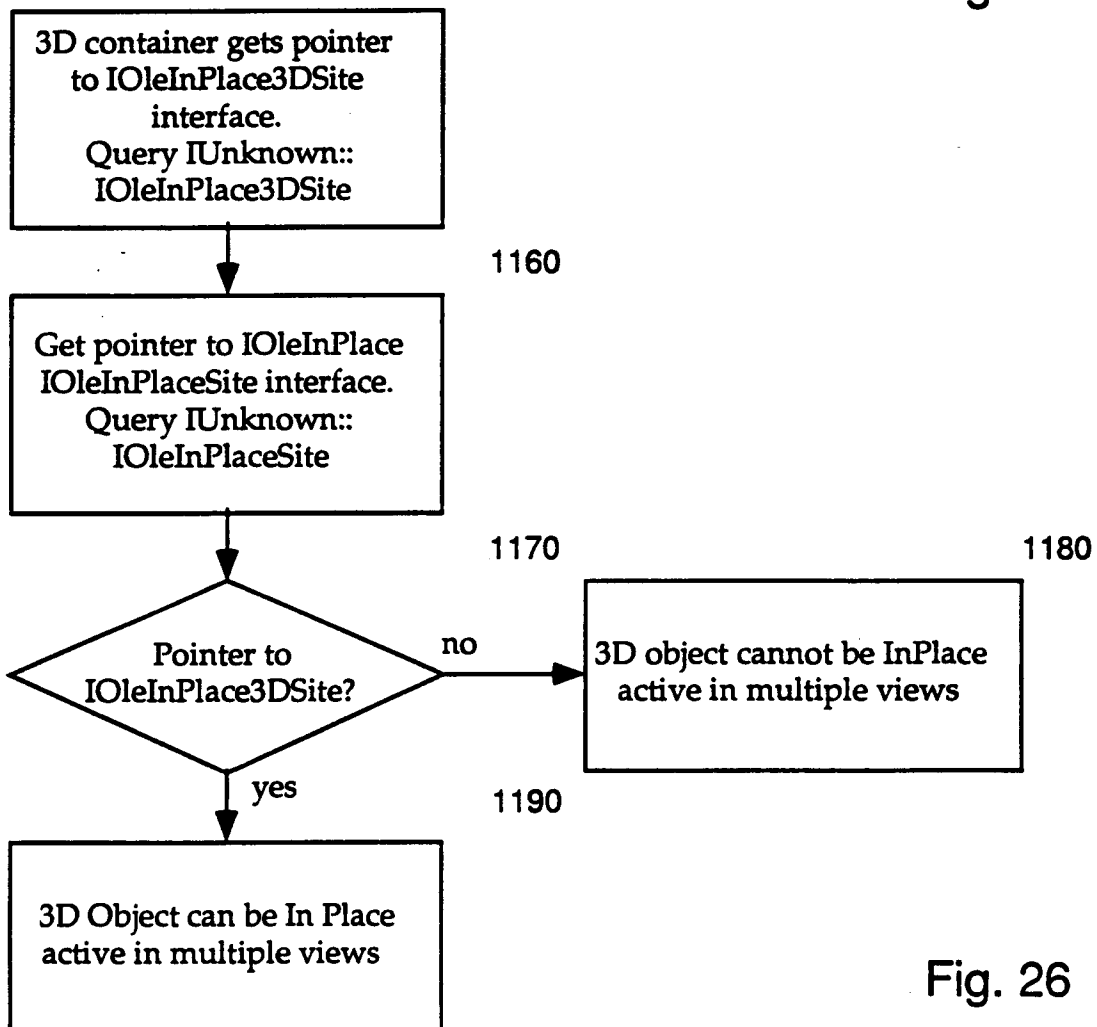 3D container gets pointer
to IOleInPlace3DSite
interface.
Query IUnknown::
IOleInPlace3DSite
1160
Get pointer to IOleInPlace
IOleInPlaceSite interface.
Query IUnknown::
IOleInPlaceSite
1170
1180
Pointer to
IOleInPlace3DSite?
no
3D object cannot be InPlace
active in multiple views
yes
1190
3D Object can be In Place
active in multiple views
Fig. 26